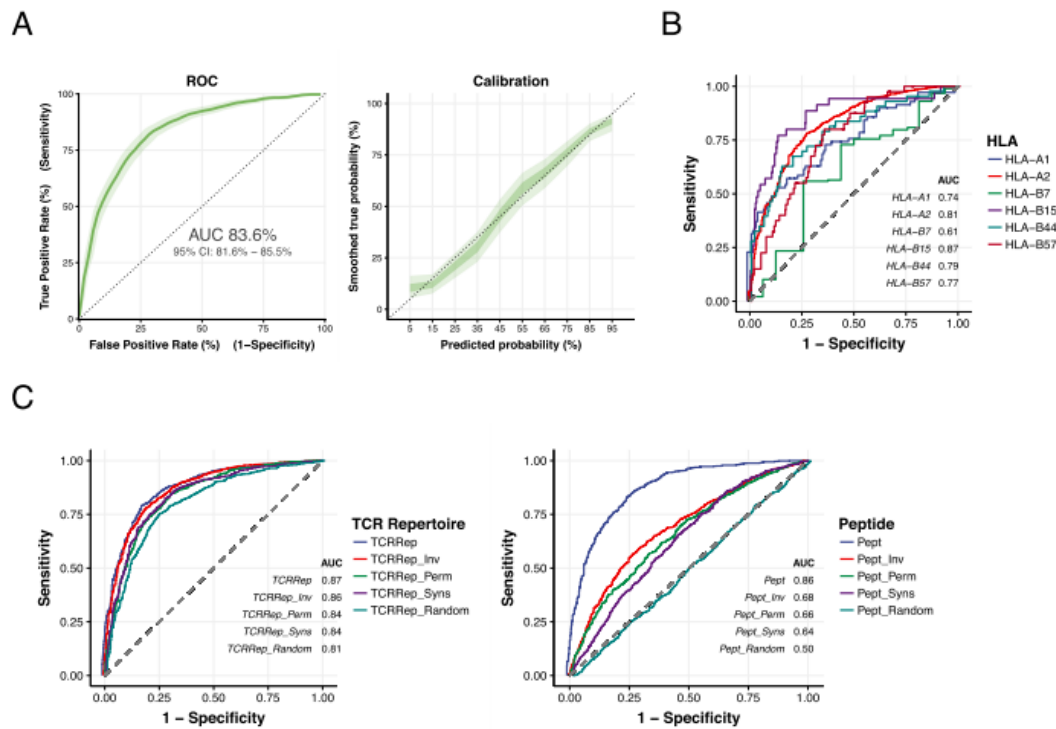 A
ROC
True Positive Rate (%) (Sensitivity)
100
75
50
25
0
AUC 83.6%
95% CI: 81.6% – 85.5%
0 25 50 75 100
False Positive Rate (%) (1-Specificity)
Calibration
Smoothed true probability (%)
100
75
50
25
0
5 15 25 35 45 55 65 75 85 95
Predicted probability (%)
B
Sensitivity
1.00
0.75
0.50
0.25
0.00
AUC
HLA-A1 0.74
HLA-A2 0.81
HLA-B7 0.61
HLA-B15 0.87
HLA-B44 0.79
HLA-B57 0.77
0.00 0.25 0.50 0.75 1.00
1 – Specificity
HLA
HLA-A1
HLA-A2
HLA-B7
HLA-B15
HLA-B44
HLA-B57
C
Sensitivity
1.00
0.75
0.50
0.25
0.00
AUC
TCRRep 0.87
TCRRep_Inv 0.86
TCRRep_Perm 0.84
TCRRep_Syns 0.84
TCRRep_Random 0.81
0.00 0.25 0.50 0.75 1.00
1 – Specificity
TCR Repertoire
TCRRep
TCRRep_Inv
TCRRep_Perm
TCRRep_Syns
TCRRep_Random
Sensitivity
1.00
0.75
0.50
0.25
0.00
AUC
Pept 0.86
Pept_Inv 0.68
Pept_Perm 0.66
Pept_Syns 0.64
Pept_Random 0.50
0.00 0.25 0.50 0.75 1.00
1 – Specificity
Peptide
Pept
Pept_Inv
Pept_Perm
Pept_Syns
Pept_Random